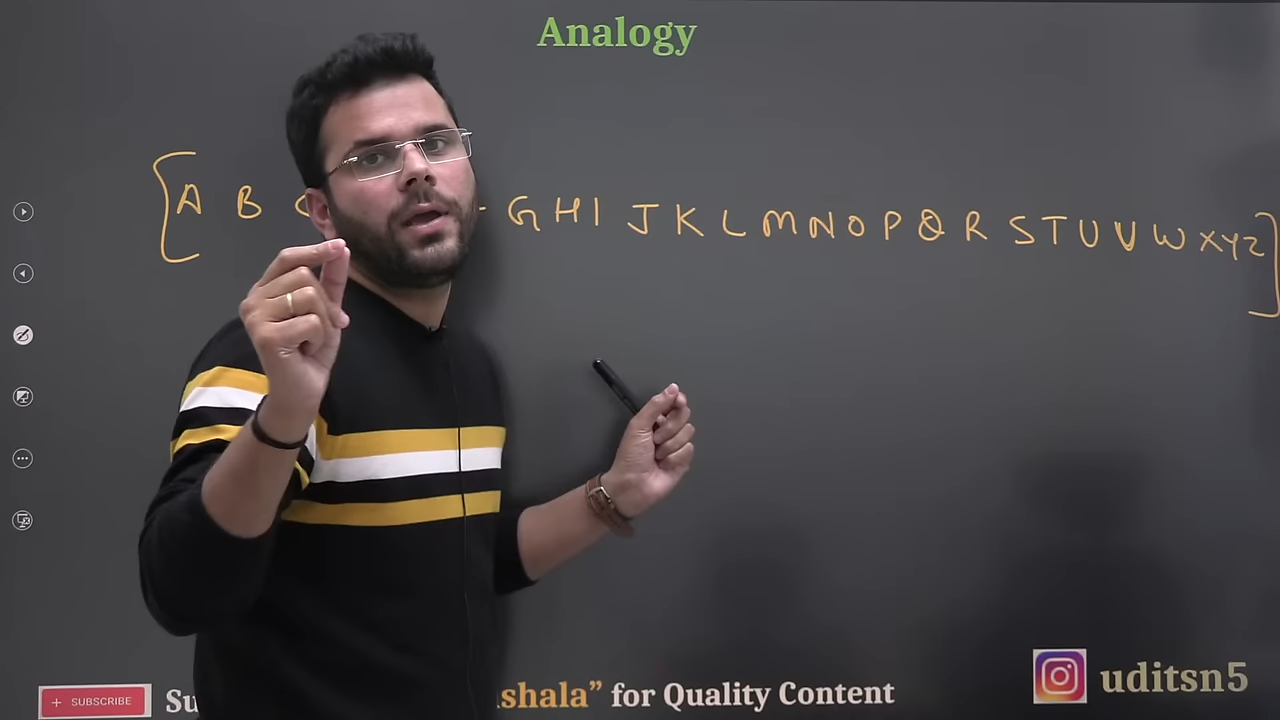 Analogy
[A B C G H I J K L M N O P Q R S T U V W X Y Z]
+ SUBSCRIBE Su shala” for Quality Content
uditsn5